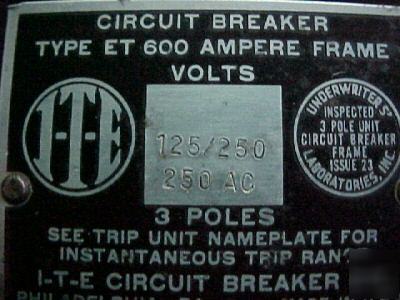 CIRCUIT BREAKER
TYPE ET 600 AMPERE FRAME
VOLTS
I-T-E
125/250
250 AC
UNDERWRITERS'
INSPECTED
3 POLE UNIT
CIRCUIT BREAKER
FRAME
ISSUE 23
LABORATORIES, INC.
3 POLES
SEE TRIP UNIT NAMEPLATE FOR
INSTANTANEOUS TRIP RAN
I-T-E CIRCUIT BREAKER